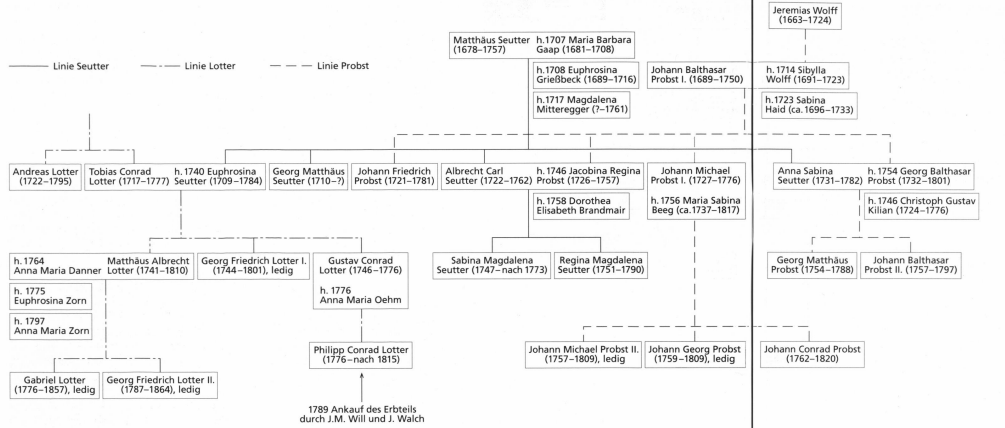 Jeremias Wolff
(1663–1724)
Matthäus Seutter h.1707 Maria Barbara
(1678–1757) Gaap (1681–1708)
Linie Seutter
Linie Lotter
Linie Probst
h.1708 Euphrosina
Grießbeck (1689–1716)
Johann Balthasar
Probst I. (1689–1750)
h.1714 Sibylla
Wolff (1691–1723)
h.1717 Magdalena
Mitteregger (?–1761)
h.1723 Sabina
Haid (ca. 1696–1733)
Andreas Lotter
(1722–1795)
Tobias Conrad h.1740 Euphrosina
Lotter (1717–1777) Seutter (1709–1784)
Georg Matthäus
Seutter (1710–?)
Johann Friedrich
Probst (1721–1781)
Albrecht Carl h.1746 Jacobina Regina
Seutter (1722–1762) Probst (1726–1757)
Johann Michael
Probst I. (1727–1776)
h.1756 Maria Sabina
Beeg (ca.1737–1817)
Anna Sabina h.1754 Georg Balthasar
Seutter (1731–1782) Probst (1732–1801)
h.1758 Dorothea
Elisabeth Brandmair
h.1746 Christoph Gustav
Kilian (1724–1776)
h. 1764 Matthäus Albrecht
Anna Maria Danner Lotter (1741–1810)
Georg Friedrich Lotter I.
(1744–1801), ledig
Gustav Conrad
Lotter (1746–1776)
h. 1776
Anna Maria Oehm
Sabina Magdalena
Seutter (1747–nach 1773)
Regina Magdalena
Seutter (1751–1790)
Georg Matthäus
Probst (1754–1788)
Johann Balthasar
Probst II. (1757–1797)
h. 1775
Euphrosina Zorn
h. 1797
Anna Maria Zorn
Philipp Conrad Lotter
(1776–nach 1815)
Johann Michael Probst II.
(1757–1809), ledig
Johann Georg Probst
(1759–1809), ledig
Johann Conrad Probst
(1762–1820)
Gabriel Lotter
(1776–1857), ledig
Georg Friedrich Lotter II.
(1787–1864), ledig
1789 Ankauf des Erbteils
durch J.M. Will und J. Walch